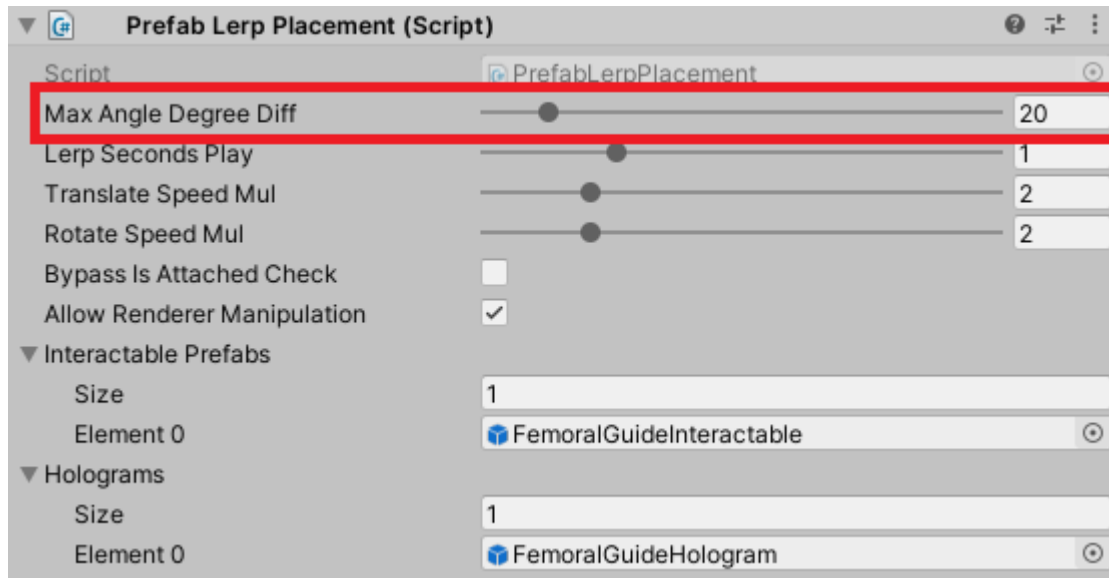 Prefab Lerp Placement (Script)
Script PrefabLerpPlacement
Max Angle Degree Diff 20
Lerp Seconds Play 1
Translate Speed Mul 2
Rotate Speed Mul 2
Bypass Is Attached Check
Allow Renderer Manipulation
Interactable Prefabs
Size 1
Element 0 FemoralGuideInteractable
Holograms
Size 1
Element 0 FemoralGuideHologram